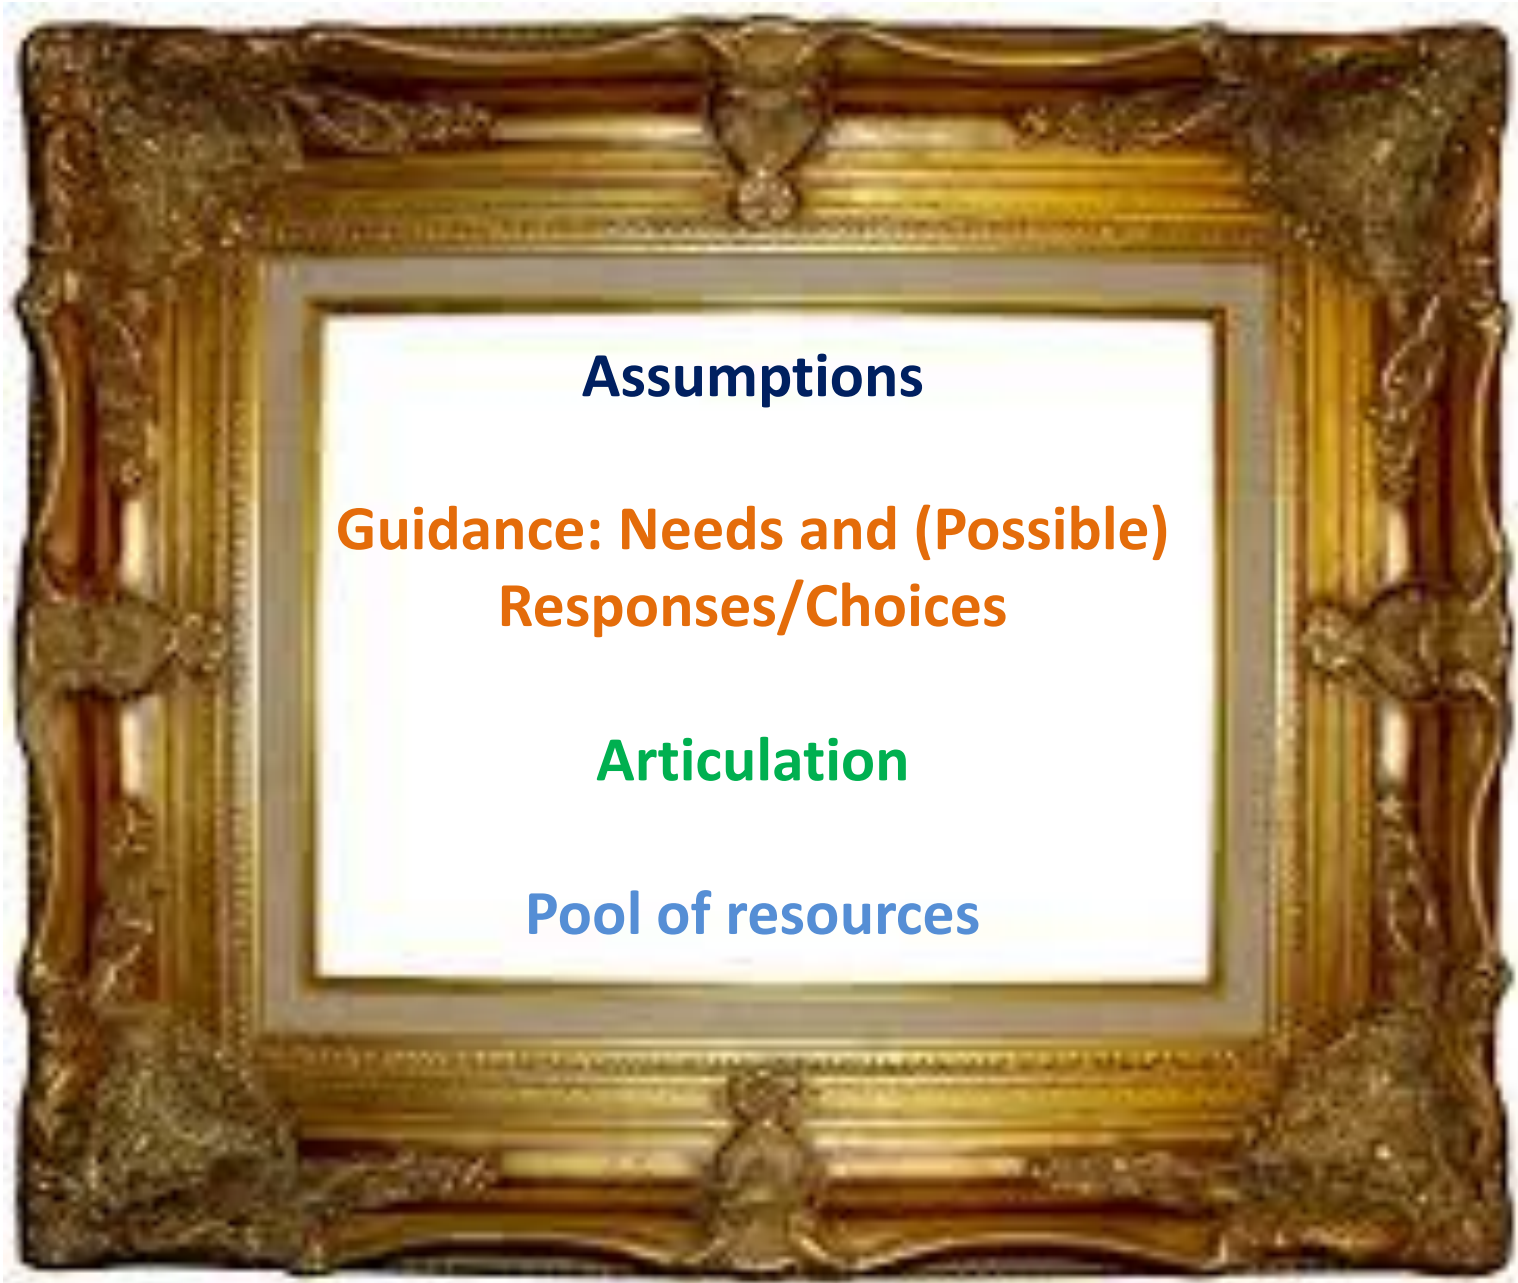 Assumptions
Guidance: Needs and (Possible)
Responses/Choices
Articulation
Pool of resources